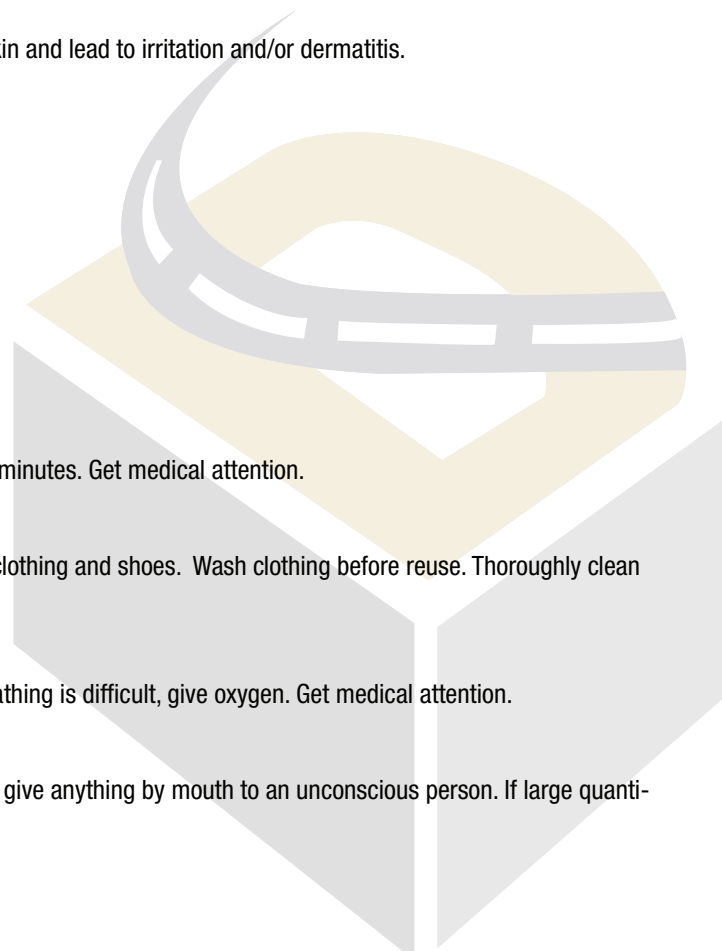 kin and lead to irritation and/or dermatitis.
minutes. Get medical attention.
clothing and shoes.  Wash clothing before reuse. Thoroughly clean
athing is difficult, give oxygen. Get medical attention.
give anything by mouth to an unconscious person. If large quanti-